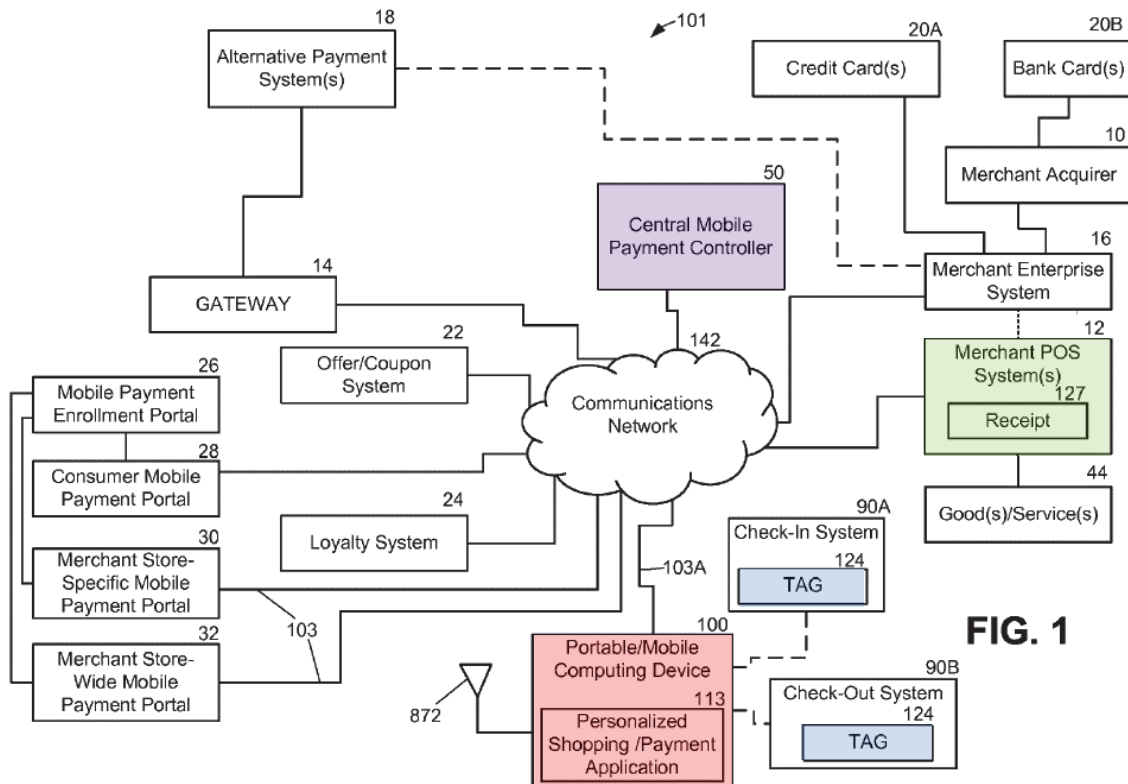 18
Alternative Payment
System(s)
101
20A
Credit Card(s)
20B
Bank Card(s)
10
Merchant Acquirer
50
Central Mobile
Payment Controller
16
Merchant Enterprise
System
14
GATEWAY
142
Communications
Network
12
Merchant POS
System(s)
127
Receipt
22
Offer/Coupon
System
26
Mobile Payment
Enrollment Portal
28
Consumer Mobile
Payment Portal
44
Good(s)/Service(s)
24
Loyalty System
30
Merchant Store-
Specific Mobile
Payment Portal
103
32
Merchant Store-
Wide Mobile
Payment Portal
103A
90A
Check-In System
124
TAG
FIG. 1
100
Portable/Mobile
Computing Device
113
Personalized
Shopping /Payment
Application
872
90B
Check-Out System
124
TAG